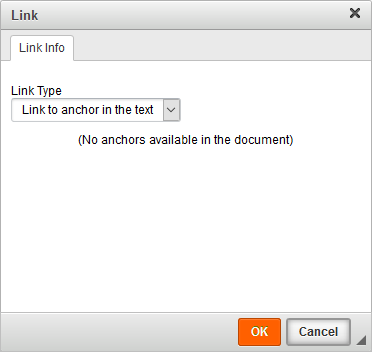 Link
Link Info
Link Type
Link to anchor in the text
(No anchors available in the document)
OK
Cancel